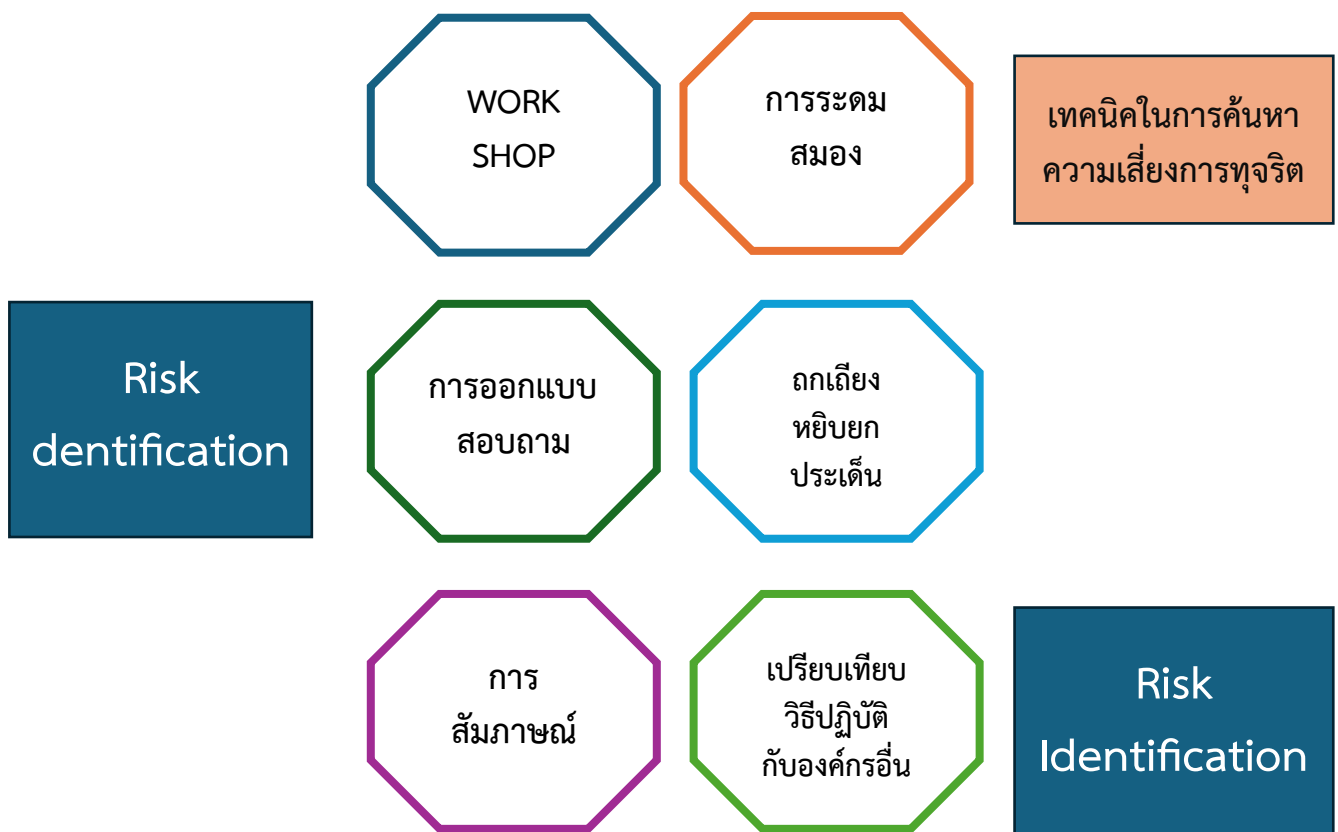 WORK
SHOP
การระดม
สมอง
เทคนิคในการค้นหา
ความเสี่ยงการทุจริต
Risk
dentification
การออกแบบ
สอบถาม
ถกเถียง
หยิบยก
ประเด็น
การ
สัมภาษณ์
เปรียบเทียบ
วิธีปฏิบัติ
กับองค์กรอื่น
Risk
Identification